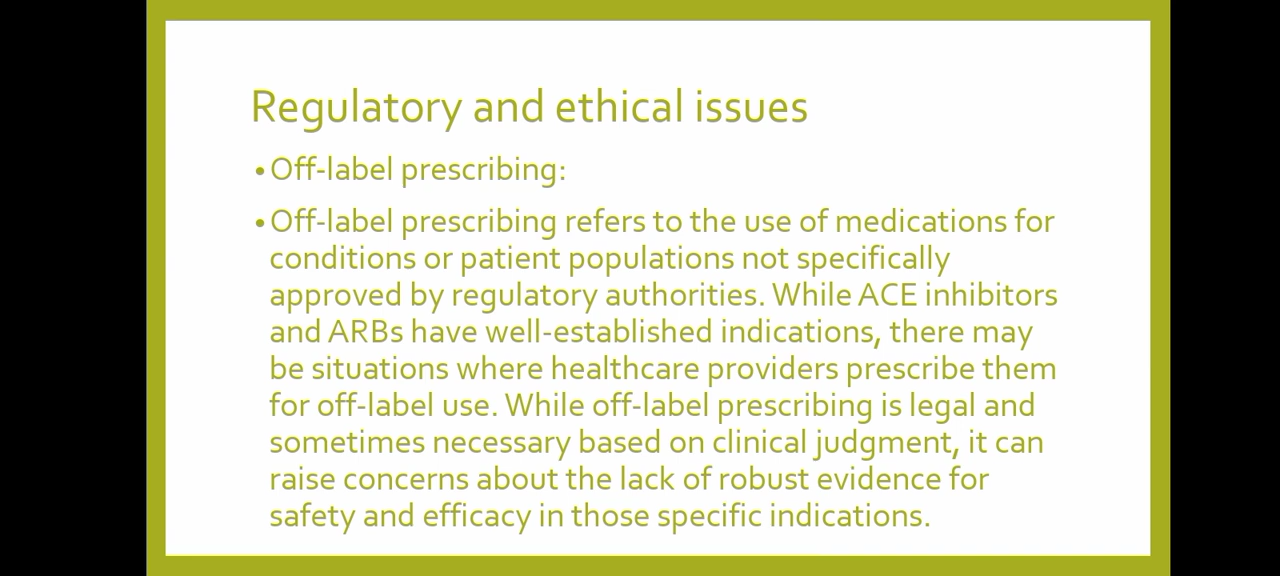 Regulatory and ethical issues
•Off-label prescribing:
•Off-label prescribing refers to the use of medications for
conditions or patient populations not specifically
approved by regulatory authorities. While ACE inhibitors
and ARBs have well-established indications, there may
be situations where healthcare providers prescribe them
for off-label use. While off-label prescribing is legal and
sometimes necessary based on clinical judgment, it can
raise concerns about the lack of robust evidence for
safety and efficacy in those specific indications.